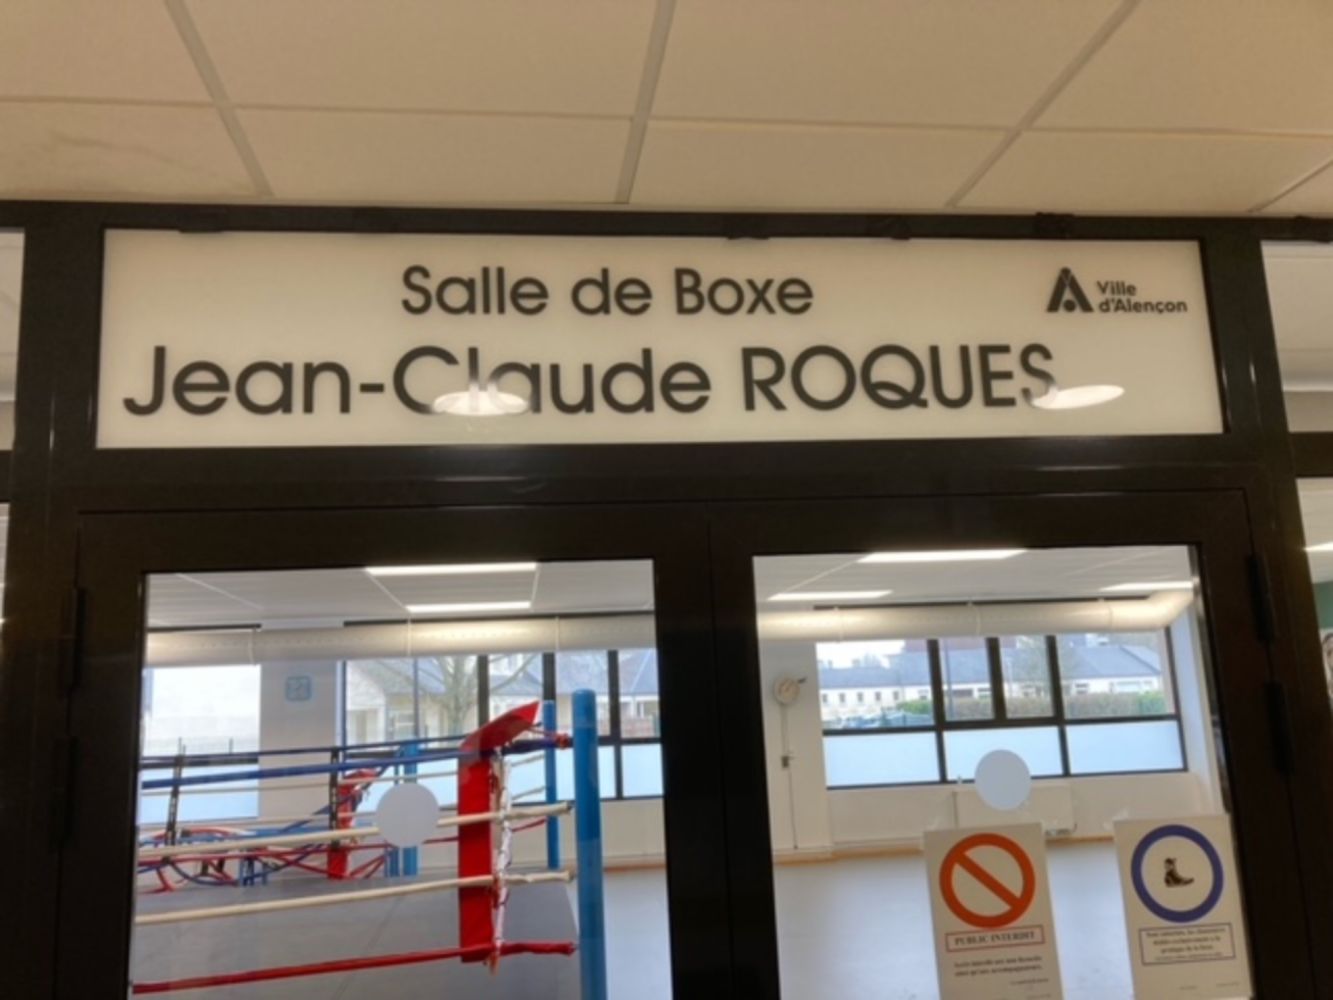 Salle de Boxe
Ville
d'Alençon
Jean-Claude ROQUES
PUBLIC INTERDIT